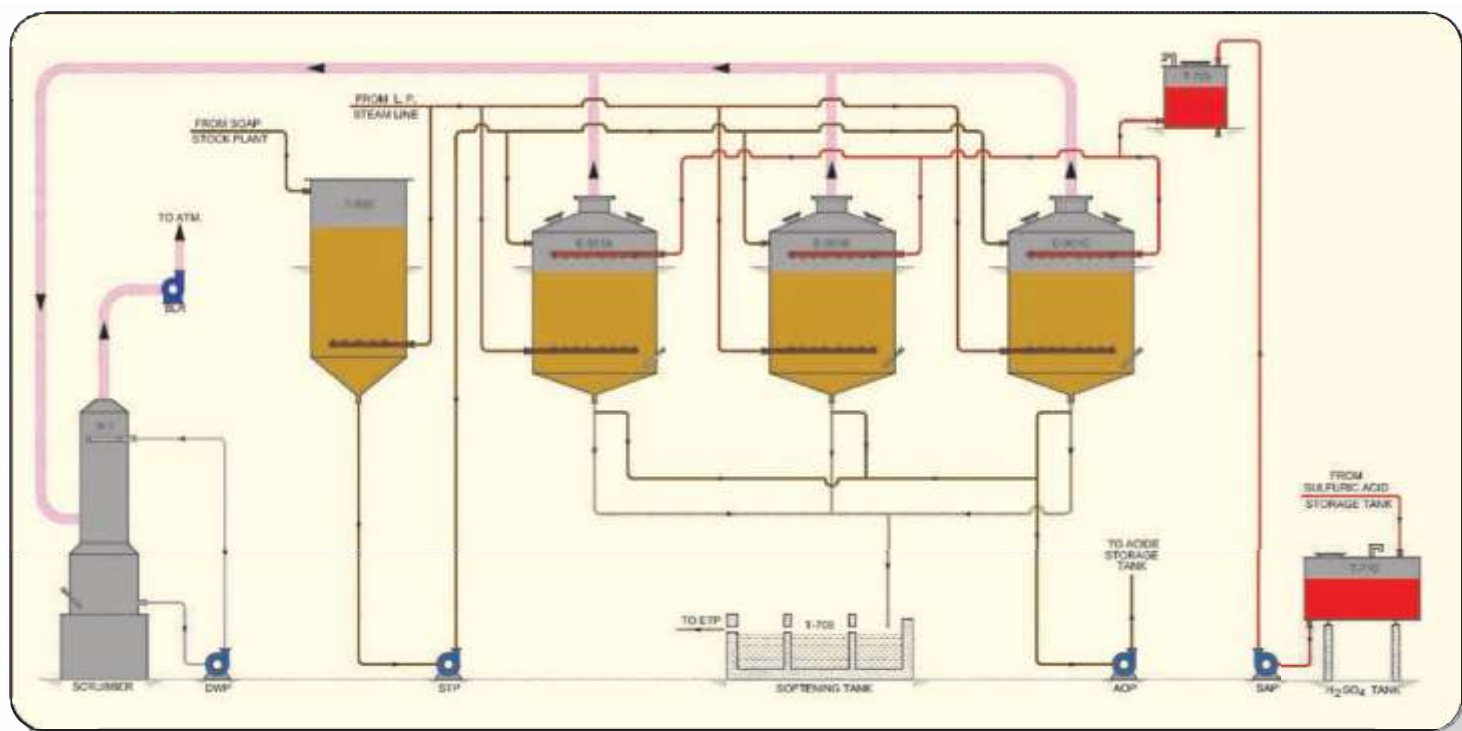 FROM L. P.
STEAM LINE
FROM SOAP
STOCK PLANT
TO ATM.
FROM
SULFURIC ACID
STORAGE TANK
TO ACIDE
STORAGE
TANK
TO ETP
T-708
SCRUBBER
DWP
STP
SOFTENING TANK
AOP
SAP
H2SO4 TANK